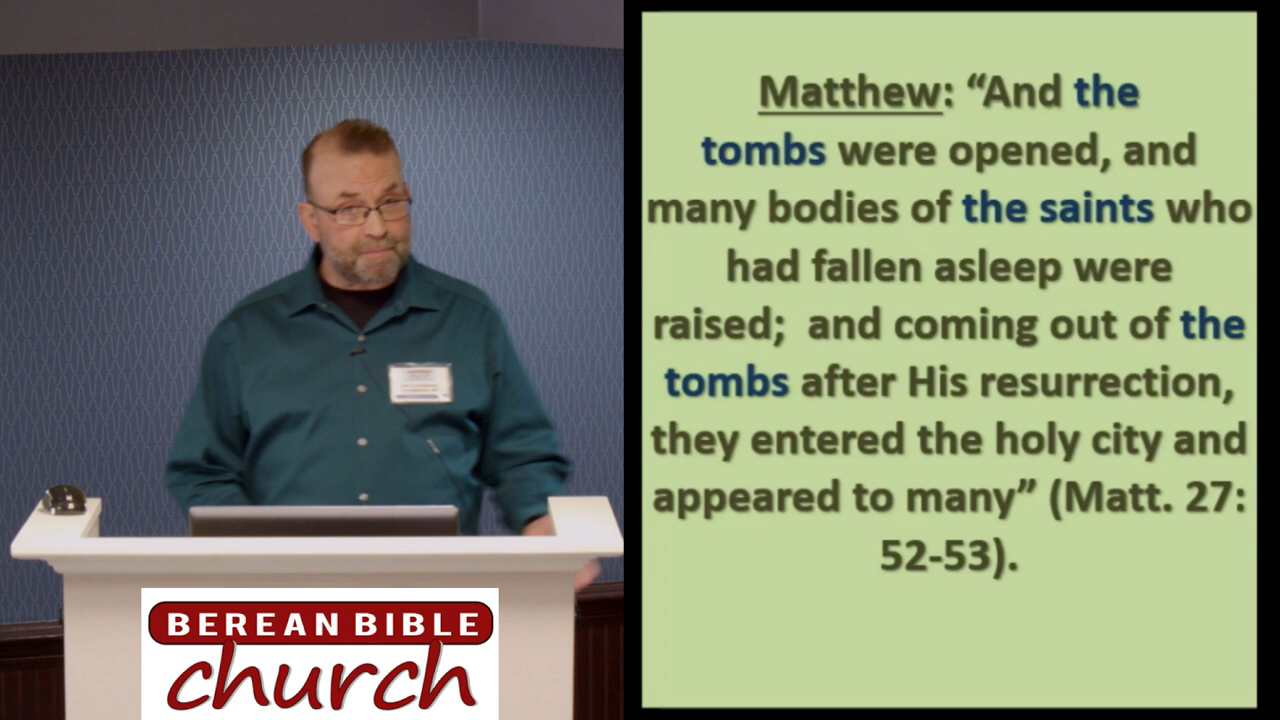 Matthew: “And the
tombs were opened, and
many bodies of the saints who
had fallen asleep were
raised;  and coming out of the
tombs after His resurrection,
they entered the holy city and
appeared to many” (Matt. 27:
52-53).
BEREAN BIBLE
church